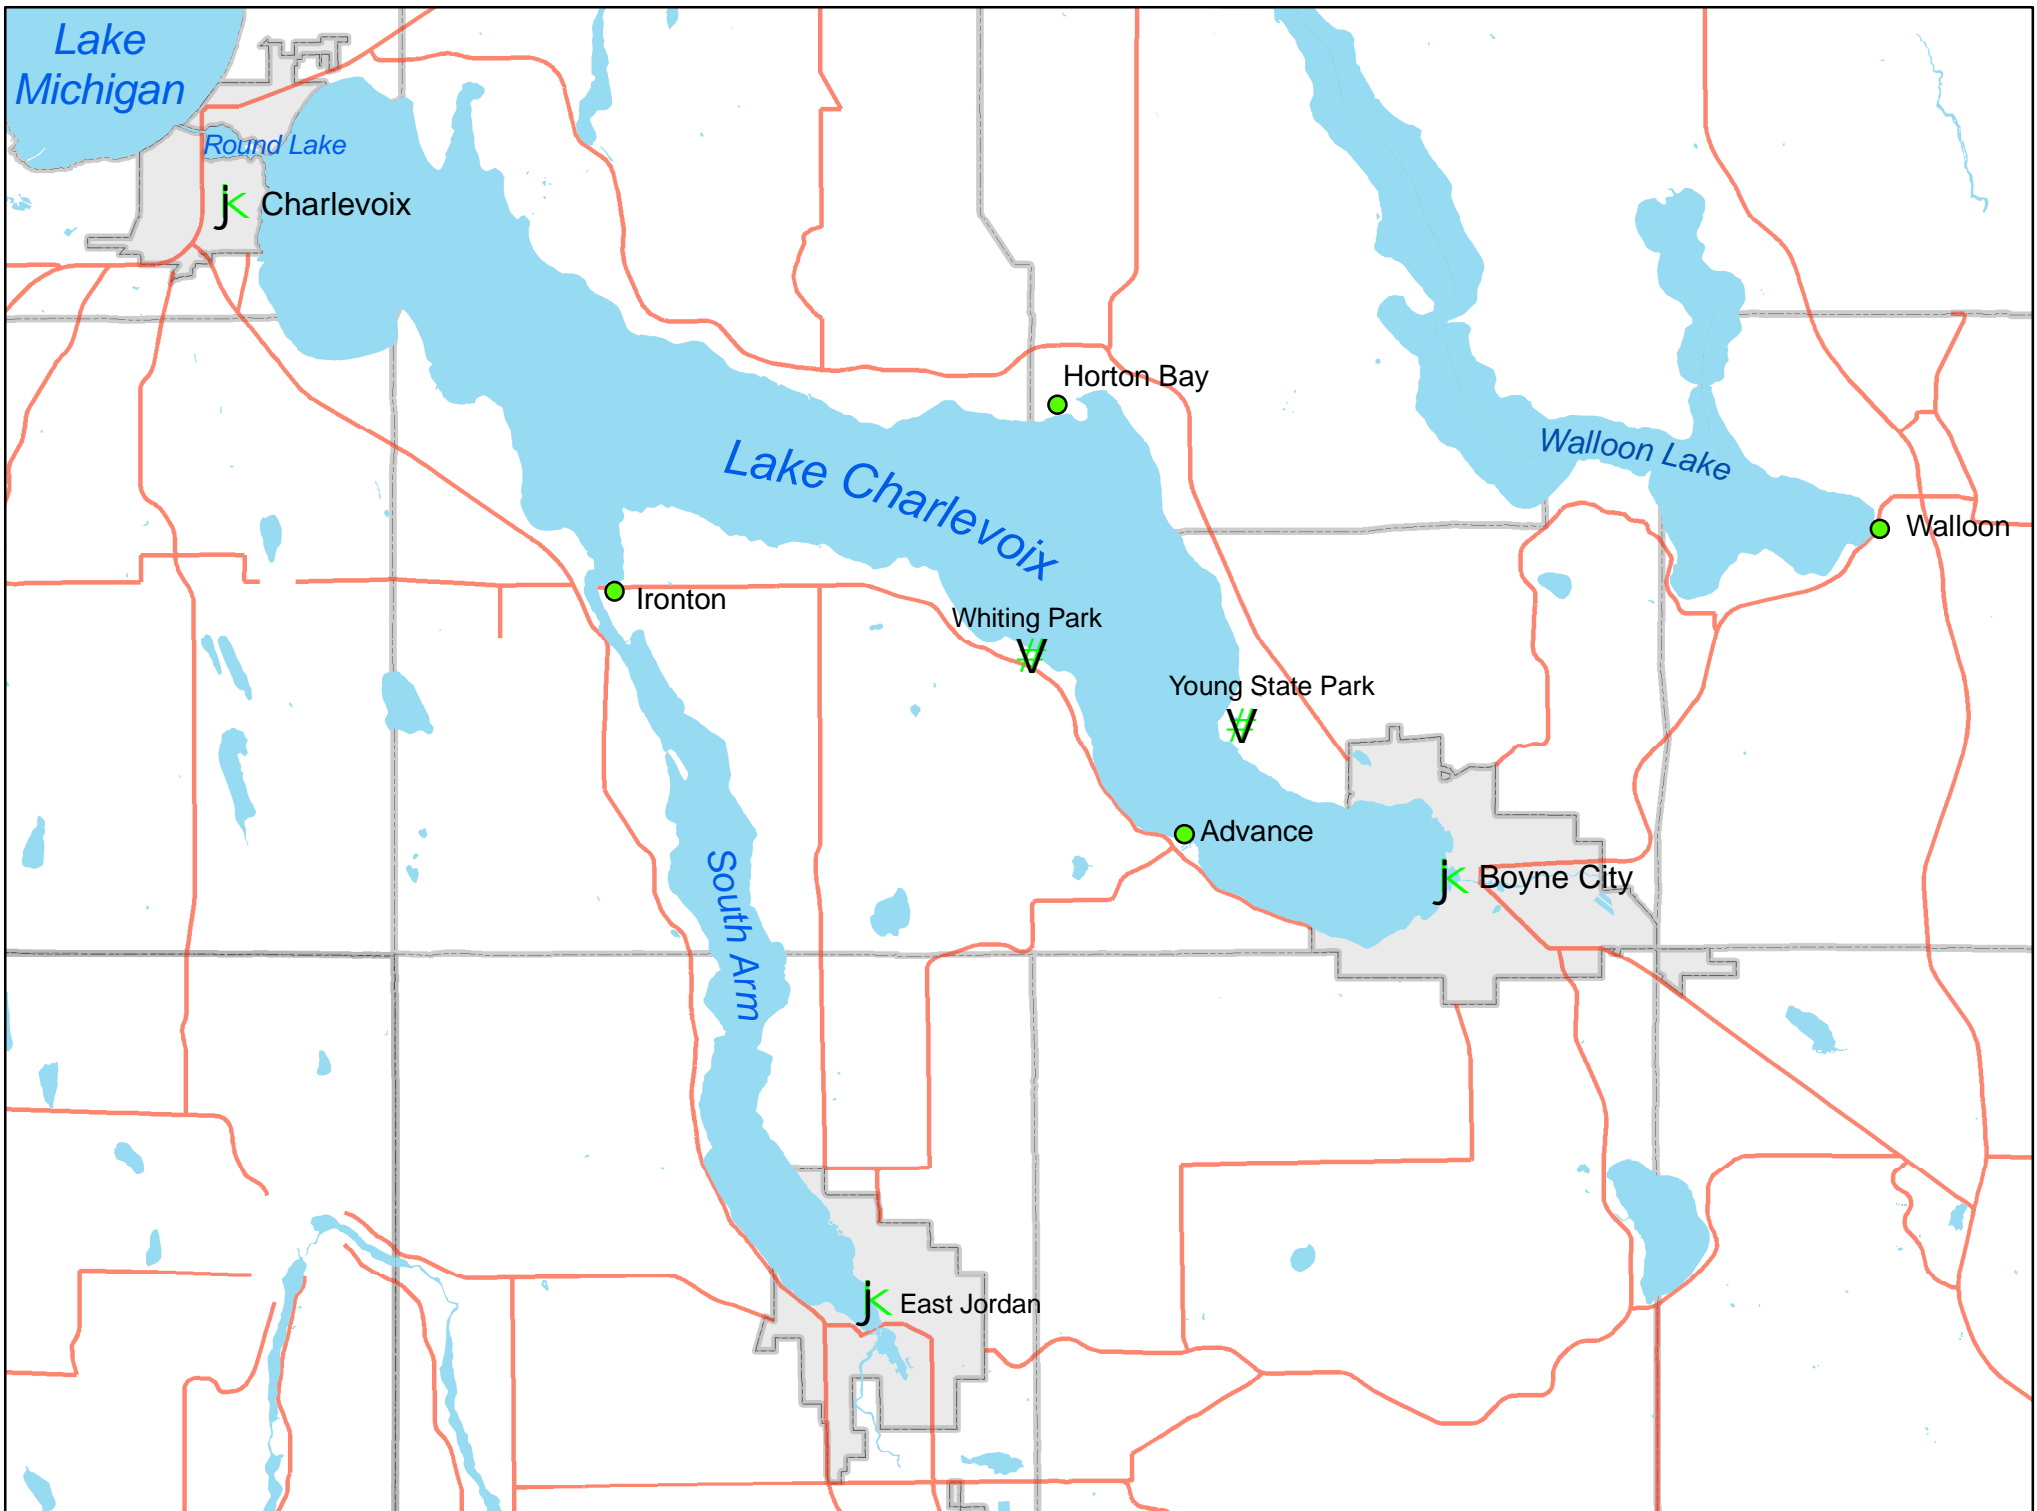 Lake
Michigan
Round Lake
Charlevoix
Horton Bay
Lake Charlevoix
Walloon Lake
Walloon
Ironton
Whiting Park
Young State Park
Advance
South Arm
Boyne City
East Jordan